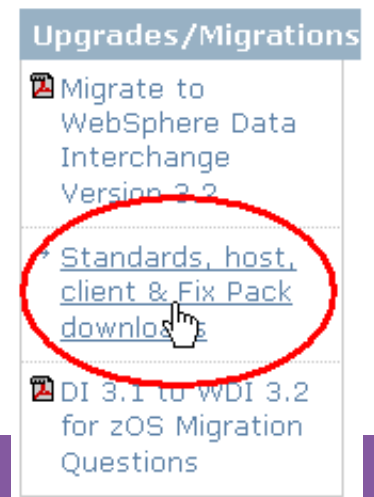 Upgrades/Migrations
Migrate to
WebSphere Data
Interchange
Version 3.2
Standards, host,
client & Fix Pack
downloads
DI 3.1 to WDI 3.2
for zOS Migration
Questions